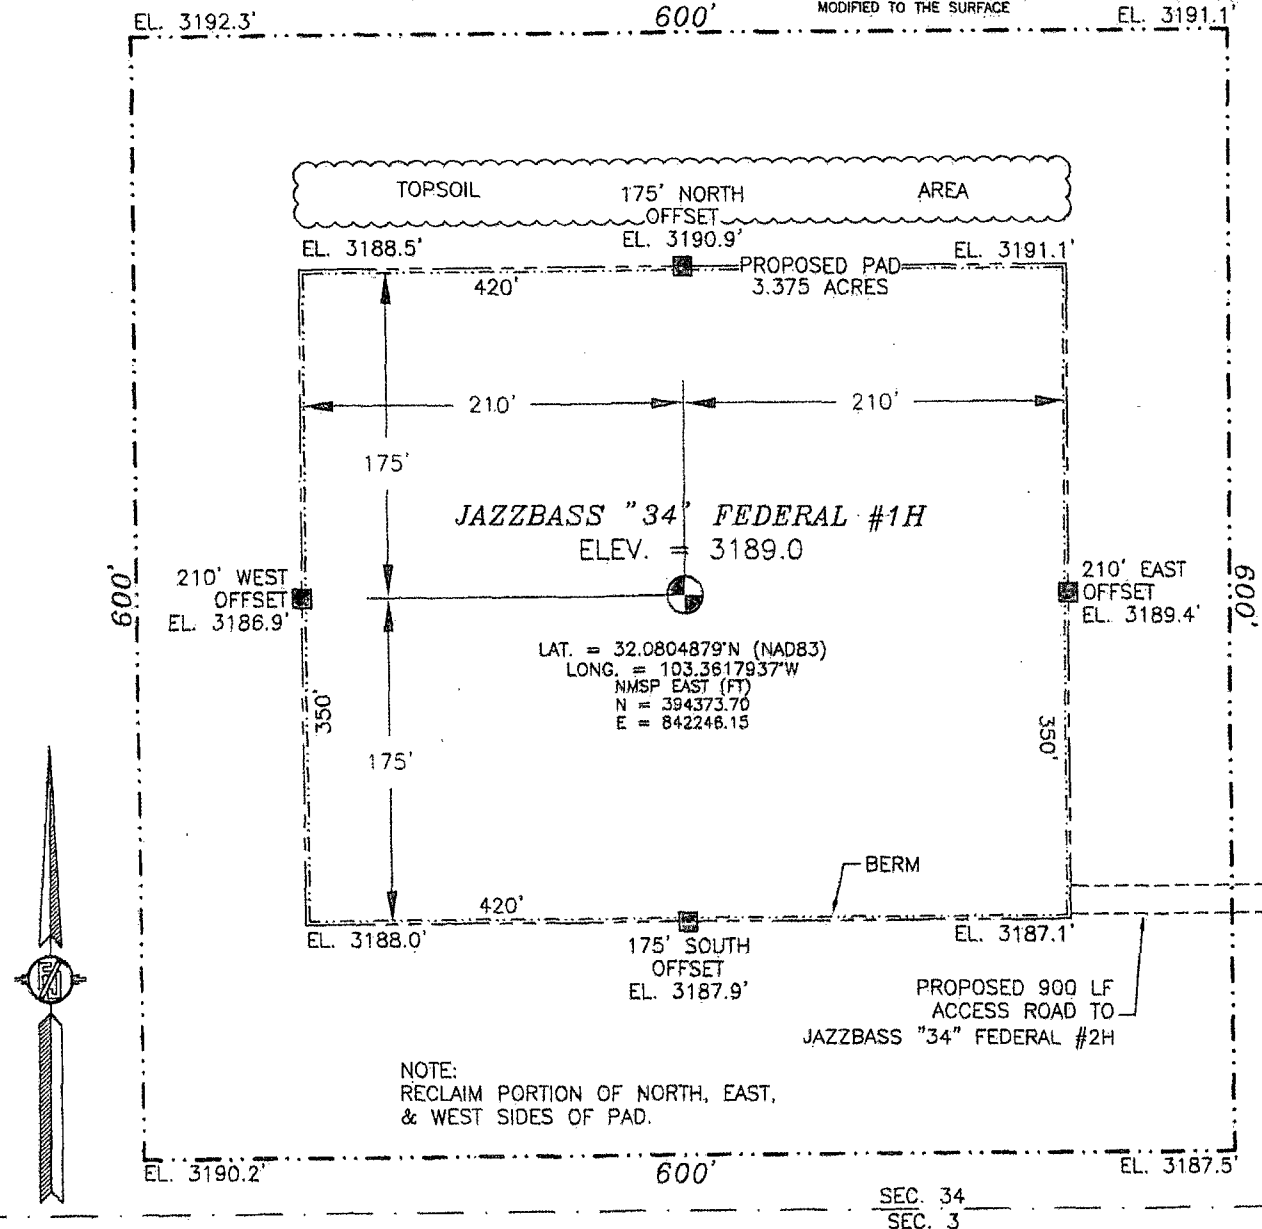 MODIFIED TO THE SURFACE
EL. 3192.3'
600'
EL. 3191.1'
TOPSOIL
AREA
175' NORTH
OFFSET
EL. 3190.9'
EL. 3188.5'
EL. 3191.1'
PROPOSED PAD
3.375 ACRES
420'
210'
210'
175'
JAZZBASS "34" FEDERAL #1H
ELEV. = 3189.0
600'
210' WEST
OFFSET
EL. 3186.9'
210' EAST
OFFSET
EL. 3189.4'
600'
LAT. = 32.0804879°N (NAD83)
LONG. = 103.3617937°W
NMSP EAST (FT)
N = 394373.70
E = 842246.15
350'
350'
175'
BERM
420'
EL. 3188.0'
EL. 3187.1'
175' SOUTH
OFFSET
EL. 3187.9'
PROPOSED 900 LF
ACCESS ROAD TO
JAZZBASS "34" FEDERAL #2H
NOTE:
RECLAIM PORTION OF NORTH, EAST,
& WEST SIDES OF PAD.
EL. 3190.2'
600'
EL. 3187.5'
SEC. 34
SEC. 3